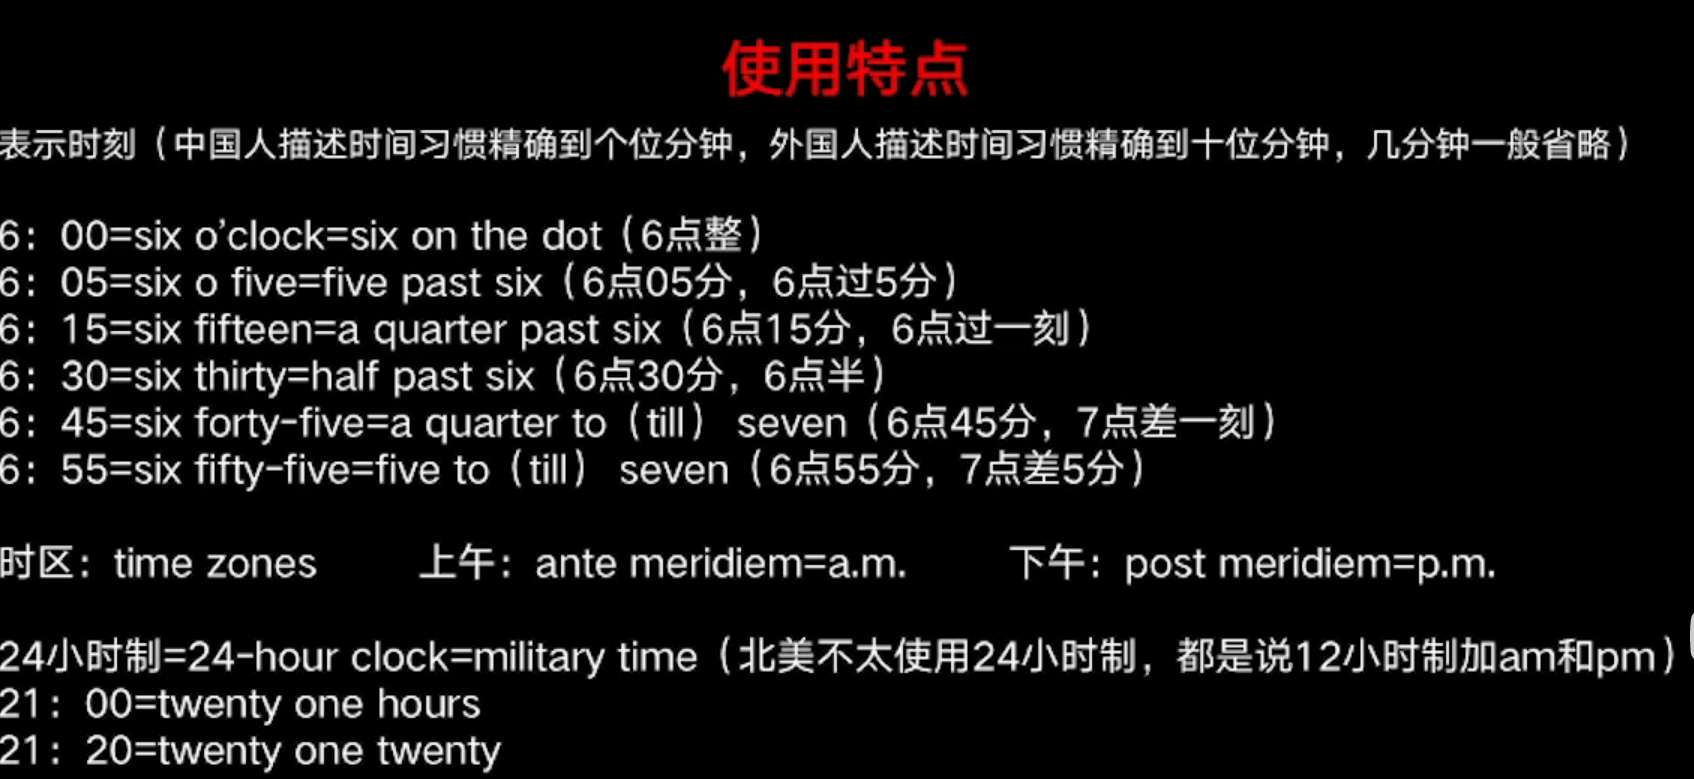 使用特点
表示时刻（中国人描述时间习惯精确到个位分钟，外国人描述时间习惯精确到十位分钟，几分钟一般省略）
6：00=six o’clock=six on the dot（6点整）
6：05=six o five=five past six（6点05分，6点过5分）
6：15=six fifteen=a quarter past six（6点15分，6点过一刻）
6：30=six thirty=half past six（6点30分，6点半）
6：45=six forty-five=a quarter to（till） seven（6点45分，7点差一刻）
6：55=six fifty-five=five to（till） seven（6点55分，7点差5分）
时区：time zones 上午：ante meridiem=a.m. 下午：post meridiem=p.m.
24小时制=24-hour clock=military time（北美不太使用24小时制，都是说12小时制加am和pm）
21：00=twenty one hours
21：20=twenty one twenty